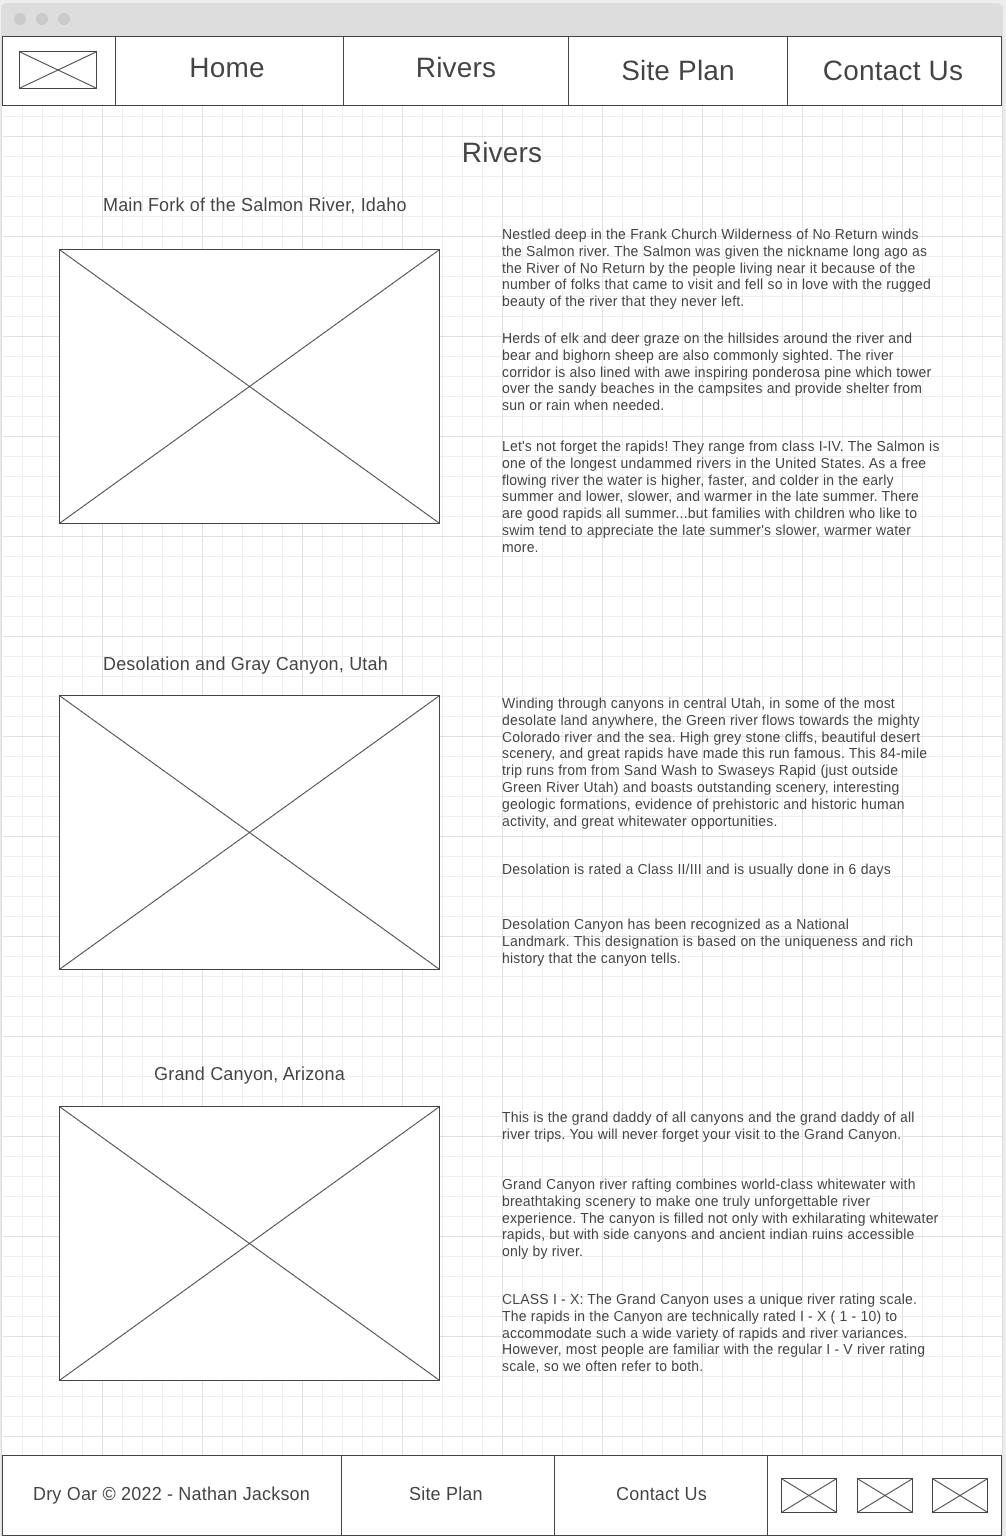 Home
Rivers
Site Plan
Contact Us
Rivers
Main Fork of the Salmon River, Idaho
Nestled deep in the Frank Church Wilderness of No Return winds
the Salmon river. The Salmon was given the nickname long ago as
the River of No Return by the people living near it because of the
number of folks that came to visit and fell so in love with the rugged
beauty of the river that they never left.
Herds of elk and deer graze on the hillsides around the river and
bear and bighorn sheep are also commonly sighted. The river
corridor is also lined with awe inspiring ponderosa pine which tower
over the sandy beaches in the campsites and provide shelter from
sun or rain when needed.
Let's not forget the rapids! They range from class I-IV. The Salmon is
one of the longest undammed rivers in the United States. As a free
flowing river the water is higher, faster, and colder in the early
summer and lower, slower, and warmer in the late summer. There
are good rapids all summer...but families with children who like to
swim tend to appreciate the late summer's slower, warmer water
more.
Desolation and Gray Canyon, Utah
Winding through canyons in central Utah, in some of the most
desolate land anywhere, the Green river flows towards the mighty
Colorado river and the sea. High grey stone cliffs, beautiful desert
scenery, and great rapids have made this run famous. This 84-mile
trip runs from from Sand Wash to Swaseys Rapid (just outside
Green River Utah) and boasts outstanding scenery, interesting
geologic formations, evidence of prehistoric and historic human
activity, and great whitewater opportunities.
Desolation is rated a Class II/III and is usually done in 6 days
Desolation Canyon has been recognized as a National
Landmark. This designation is based on the uniqueness and rich
history that the canyon tells.
Grand Canyon, Arizona
This is the grand daddy of all canyons and the grand daddy of all
river trips. You will never forget your visit to the Grand Canyon.
Grand Canyon river rafting combines world-class whitewater with
breathtaking scenery to make one truly unforgettable river
experience. The canyon is filled not only with exhilarating whitewater
rapids, but with side canyons and ancient indian ruins accessible
only by river.
CLASS I - X: The Grand Canyon uses a unique river rating scale.
The rapids in the Canyon are technically rated I - X ( 1 - 10) to
accommodate such a wide variety of rapids and river variances.
However, most people are familiar with the regular I - V river rating
scale, so we often refer to both.
Dry Oar © 2022 - Nathan Jackson
Site Plan
Contact Us